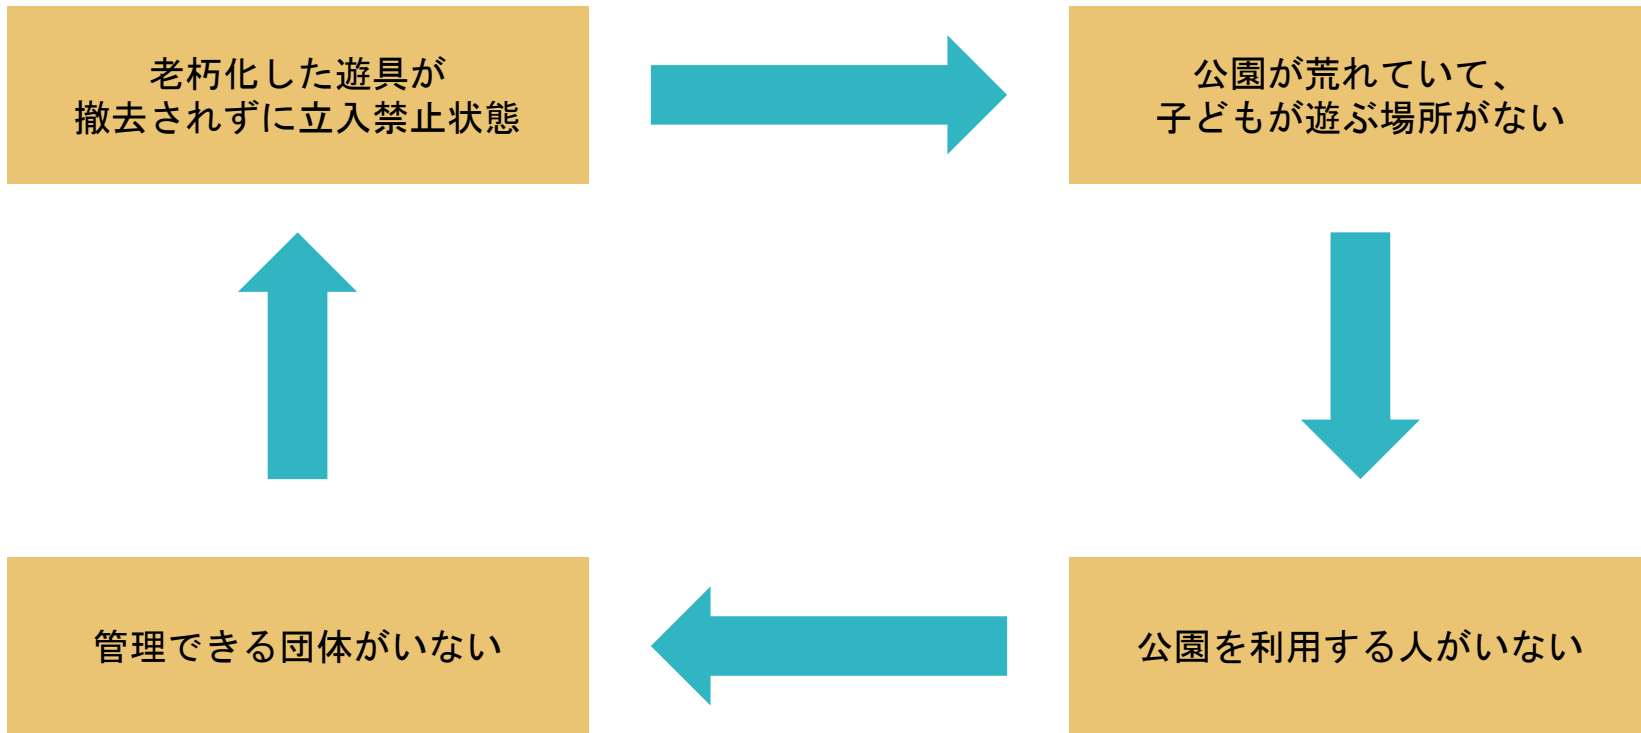 老朽化した遊具が
撤去されずに立入禁止状態
公園が荒れていて、
子どもが遊ぶ場所がない
管理できる団体がいない
公園を利用する人がいない